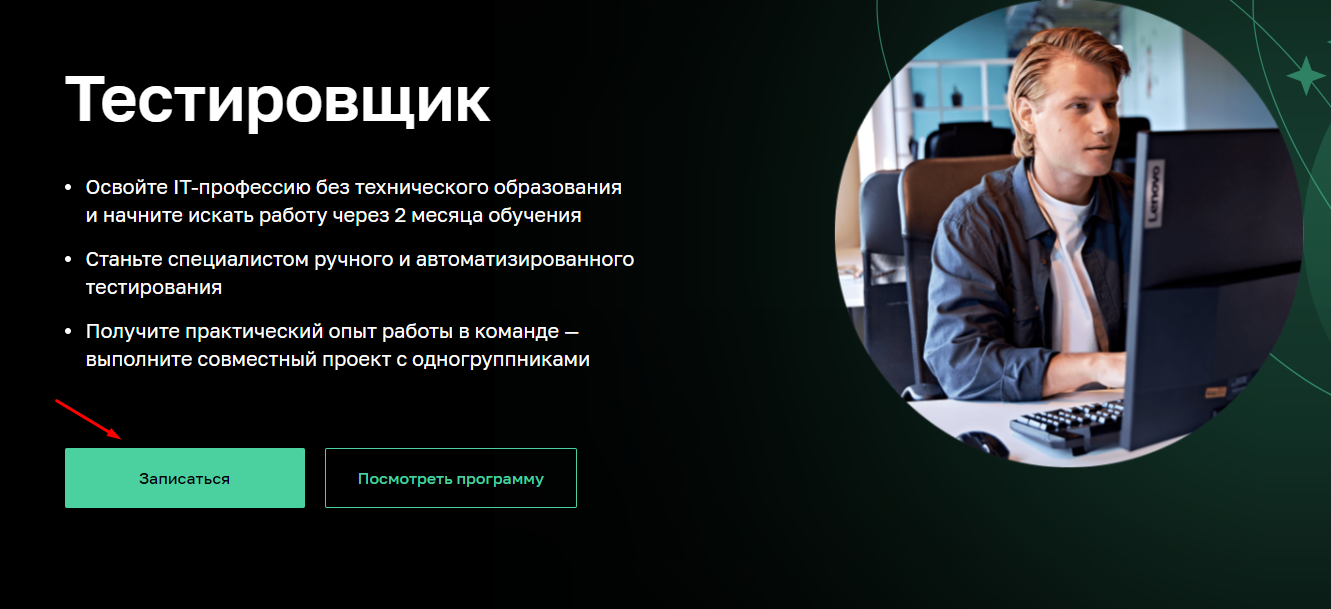 Тестировщик
• Освойте IT-профессию без технического образования
и начните искать работу через 2 месяца обучения
• Станьте специалистом ручного и автоматизированного
тестирования
• Получите практический опыт работы в команде —
выполните совместный проект с одногруппниками
Записаться
Посмотреть программу
Lenovo